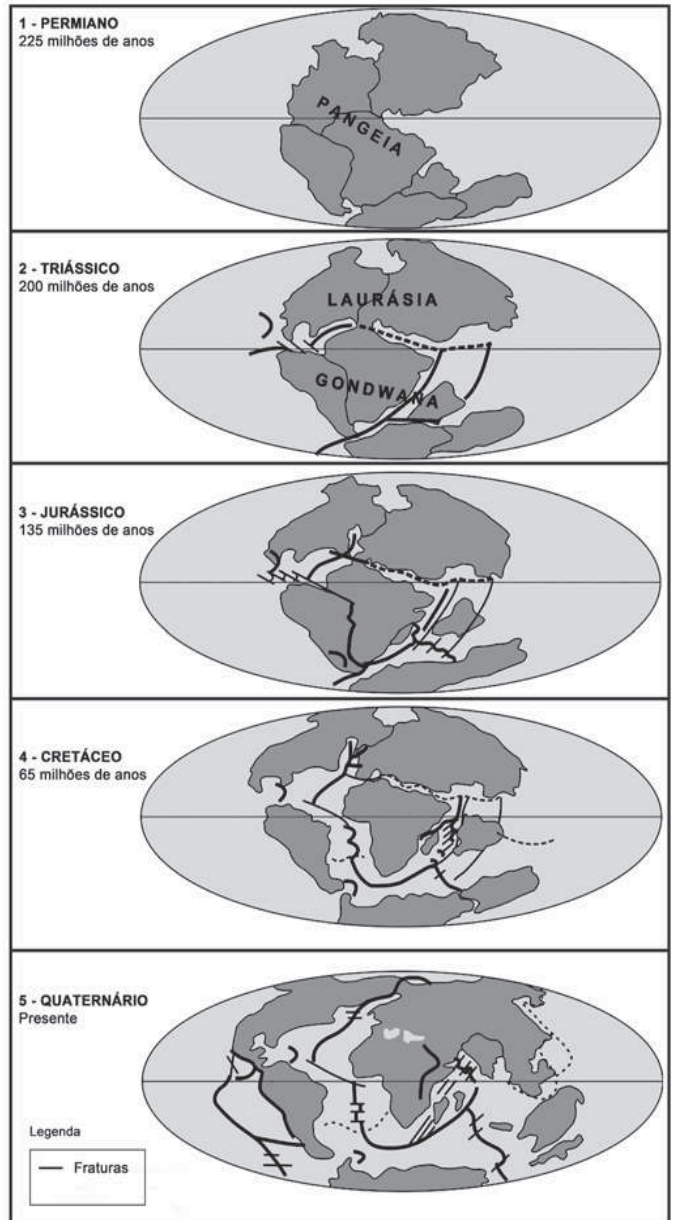 1 - PERMIANO
225 milhões de anos
PANGEIA
2 - TRIÁSSICO
200 milhões de anos
LAURÁSIA
GONDWANA
3 - JURÁSSICO
135 milhões de anos
4 - CRETÁCEO
65 milhões de anos
5 - QUATERNÁRIO
Presente
Legenda
Fraturas